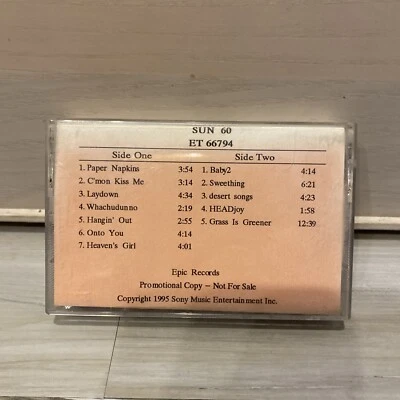 SUN 60
ET 66794
Side One Side Two
1. Paper Napkins 3:54 1. Baby2 4:14
2. C'mon Kiss Me 3:14 2. Sweething 6:21
3. Laydown 4:34 3. desert songs 4:23
4. Whachudunno 2:19 4. HEADjoy 1:58
5. Hangin' Out 2:55 5. Grass Is Greener 12:39
6. Onto You 4:14
7. Heaven's Girl 4:01
Epic Records
Promotional Copy – Not For Sale
Copyright 1995 Sony Music Entertainment Inc.